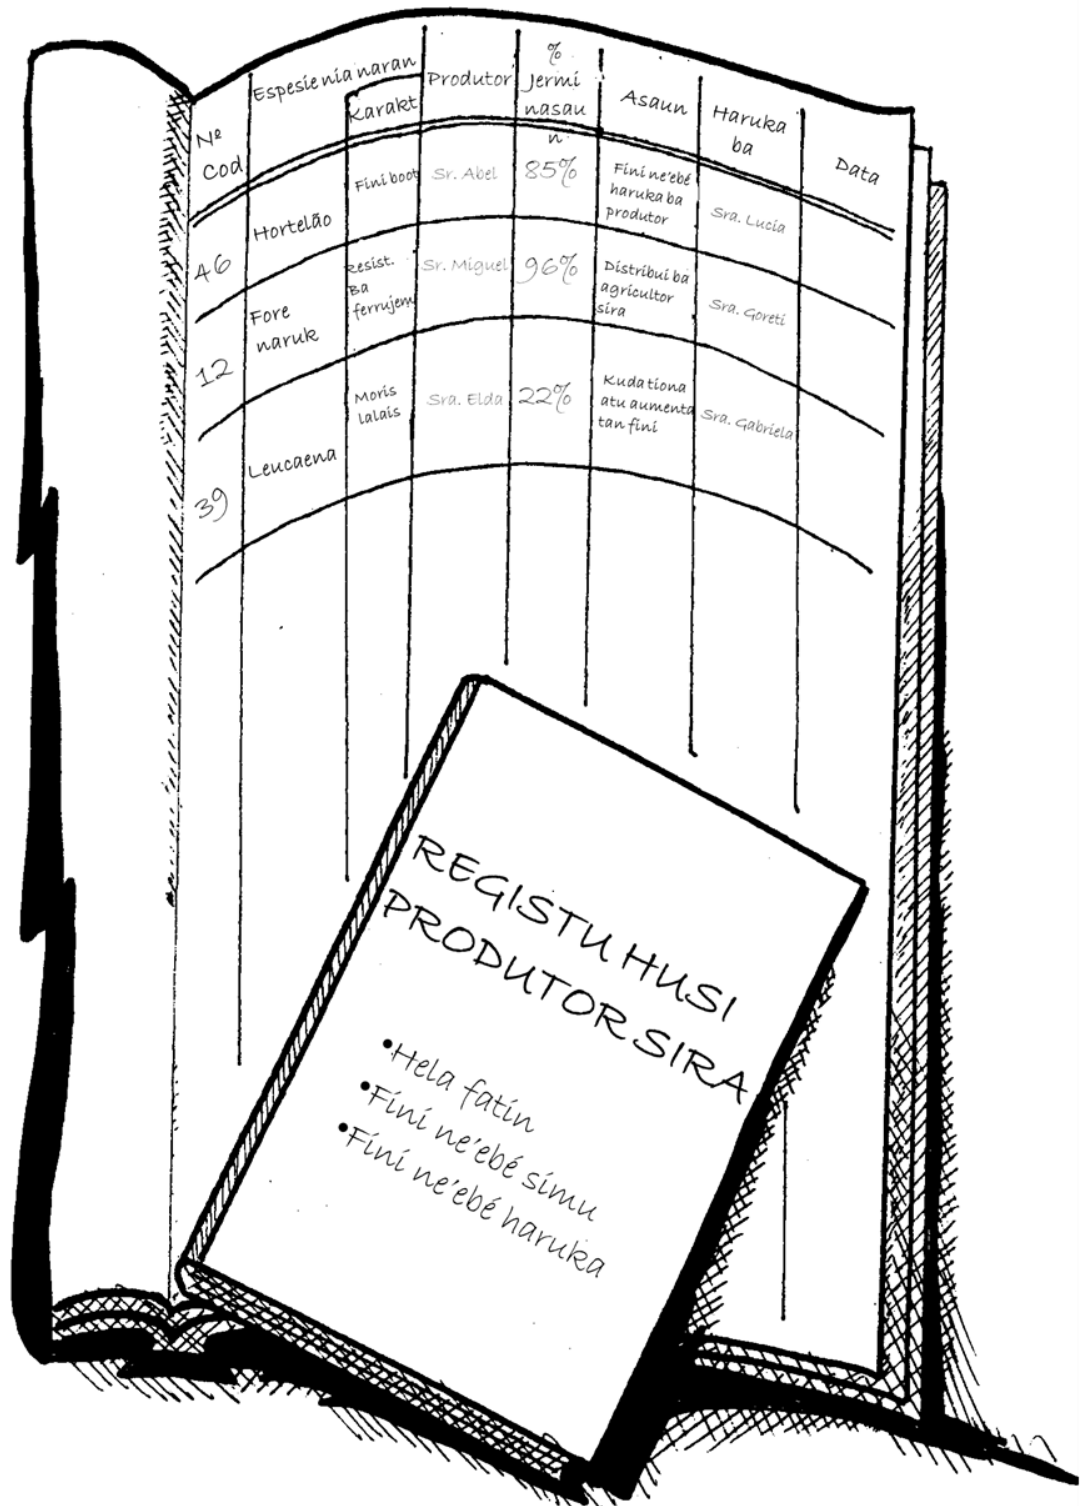 Nº
Cod
Espesie nia naran
Karakt
Produtor
%
Jermi
nasau
n
Asaun
Haruka
ba
Data
46
Hortelão
Fini boot
Sr. Abel
85%
Fini ne'ebé
haruka ba
produtor
Sra. Lucia
12
Fore
naruk
Resist.
Ba
ferrujem
Sr. Miguel
96%
Distribui ba
agricultor
sira
Sra. Goreti
39
Leucaena
Moris
lalais
Sra. Elda
22%
Kuda tiona
atu aumenta
tan fini
Sra. Gabriela
REGISTU HUSI
PRODUTOR SIRA
•Hela fatin
•Fini ne'ebé simu
•Fini ne'ebé haruka